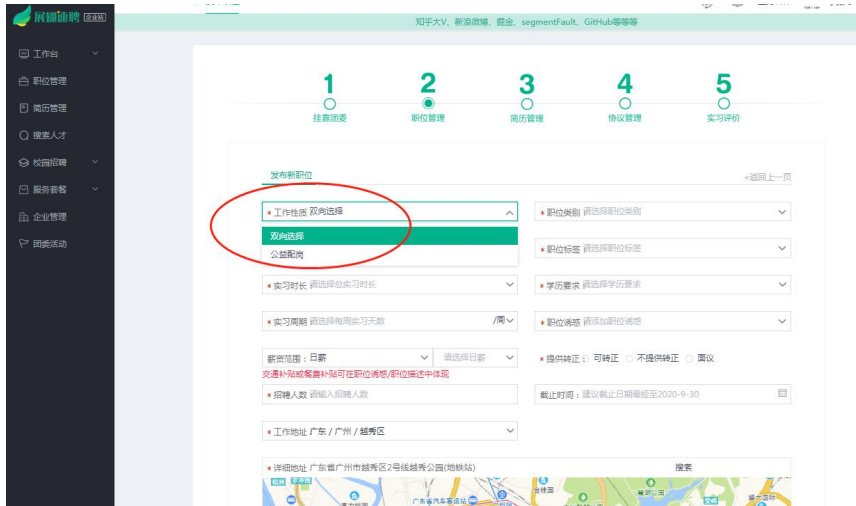 展翅速聘 企业站
知乎大V、新浪微博、掘金、segmentFault、GitHub等等等
工作台
职位管理
简历管理
搜索人才
校园招聘
服务套餐
企业管理
团委活动
1 2 3 4 5
挂靠团委 职位管理 简历管理 协议管理 实习评价
发布新职位 <返回上一页
* 工作性质 双向选择 * 职位类别 请选择职位类别
双向选择
公益配岗 * 职位标签 请选择职位标签
* 实习时长 请选择总实习时长 * 学历要求 请选择学历要求
* 实习周期 请选择每周实习天数 /周 * 职位诱惑 请添加职位诱惑
薪资范围：日薪 请选择日薪 * 提供转正： 可转正 不提供转正 面议
交通补贴或餐费补贴可在职位诱惑/职位描述中体现
* 招聘人数 请输入招聘人数 截止时间：建议截止日期最短至2020-9-30
* 工作地址 广东 / 广州 / 越秀区
* 详细地址 广东省广州市越秀区2号线越秀公园(地铁站) 搜索
广东省汽车客运站